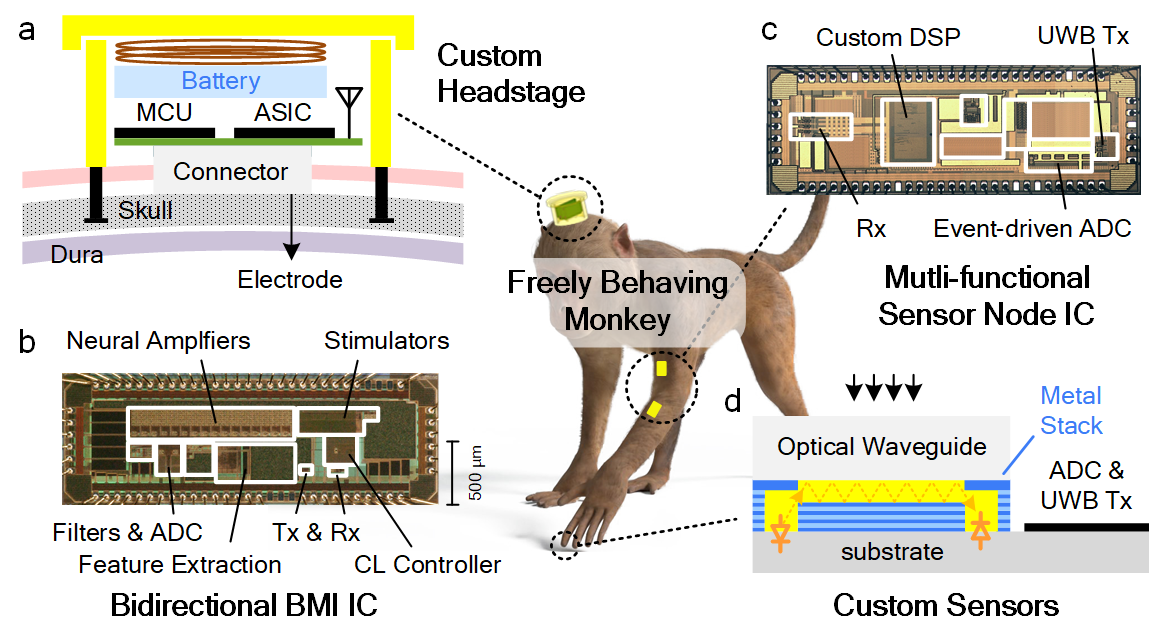 a
Custom
Headstage
Battery
MCU
ASIC
Connector
Skull
Dura
Electrode
c
Custom DSP
UWB Tx
Rx
Event-driven ADC
Mutli-functional
Sensor Node IC
Freely Behaving
Monkey
b
Neural Amplfiers
Stimulators
500 µm
Filters & ADC
Tx & Rx
Feature Extraction
CL Controller
Bidirectional BMI IC
d
Metal
Stack
Optical Waveguide
ADC &
UWB Tx
substrate
Custom Sensors